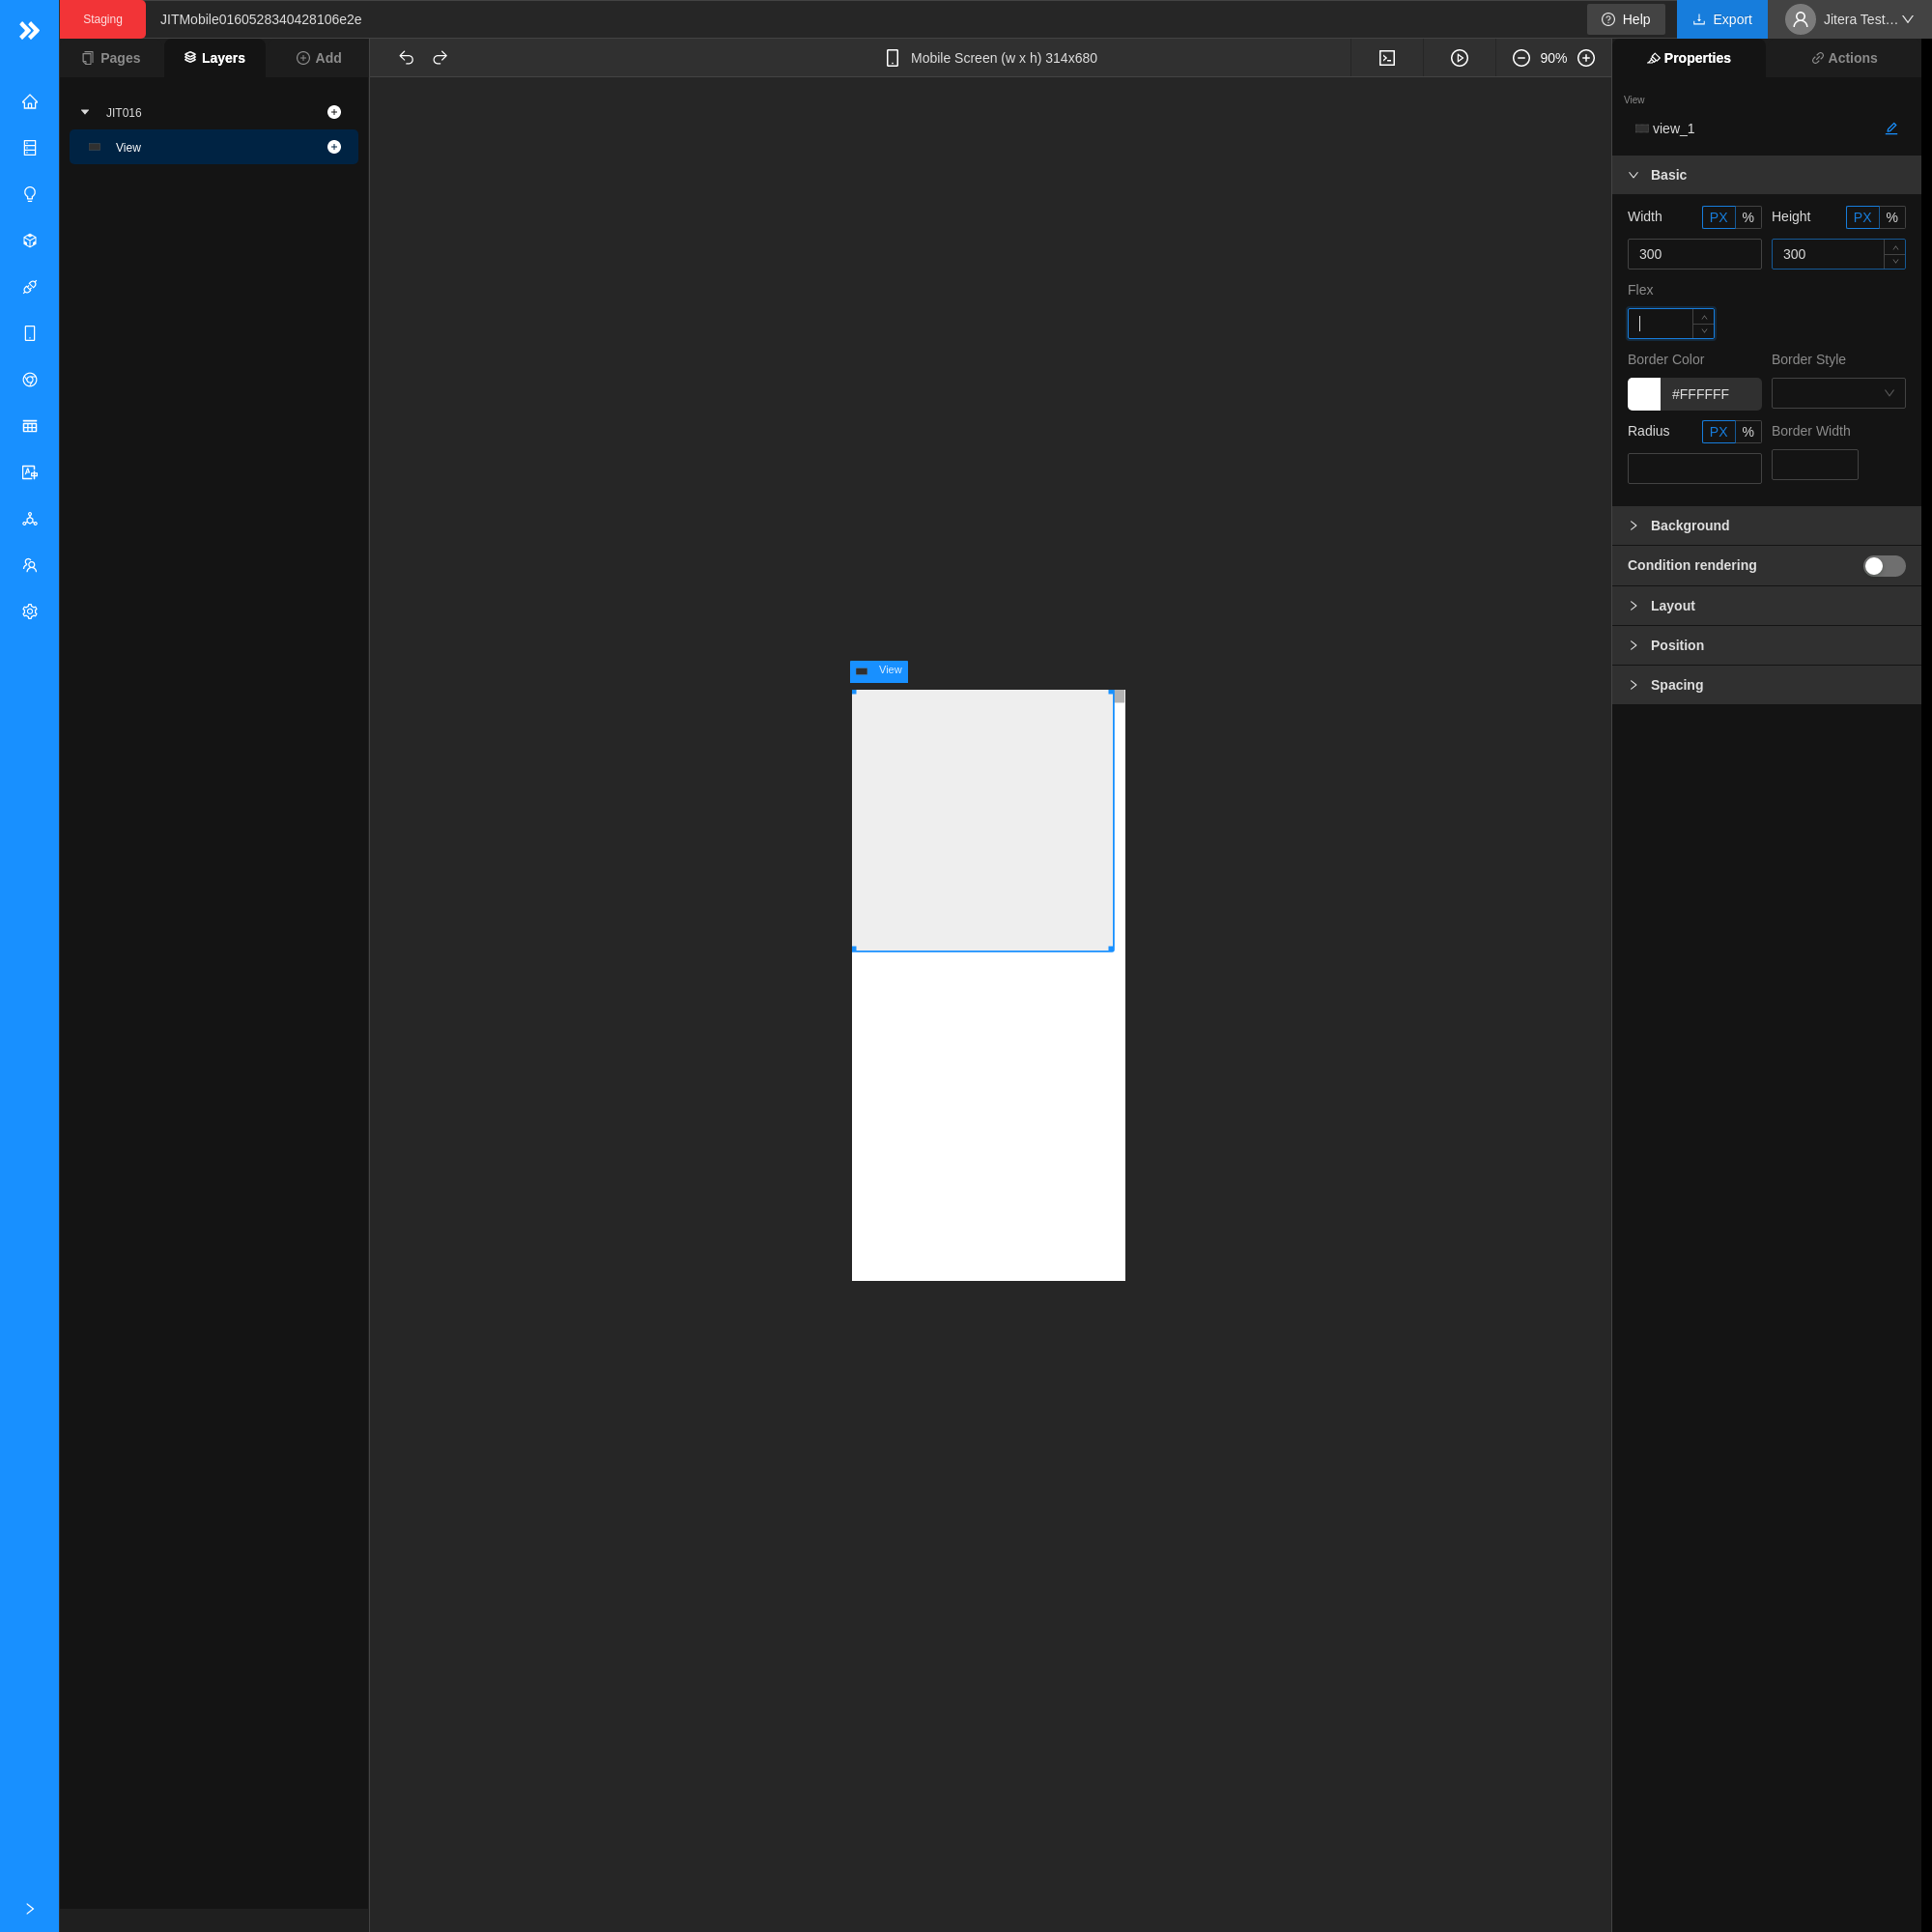 Staging
JITMobile0160528340428106e2e
Help
Export
Jitera Test…
Pages
Layers
Add
Mobile Screen (w x h) 314x680
90%
Properties
Actions
JIT016
View
View
view_1
Basic
Width PX % Height PX %
300 300
Flex
Border Color Border Style
#FFFFFF
Radius PX % Border Width
Background
Condition rendering
Layout
Position
Spacing
View